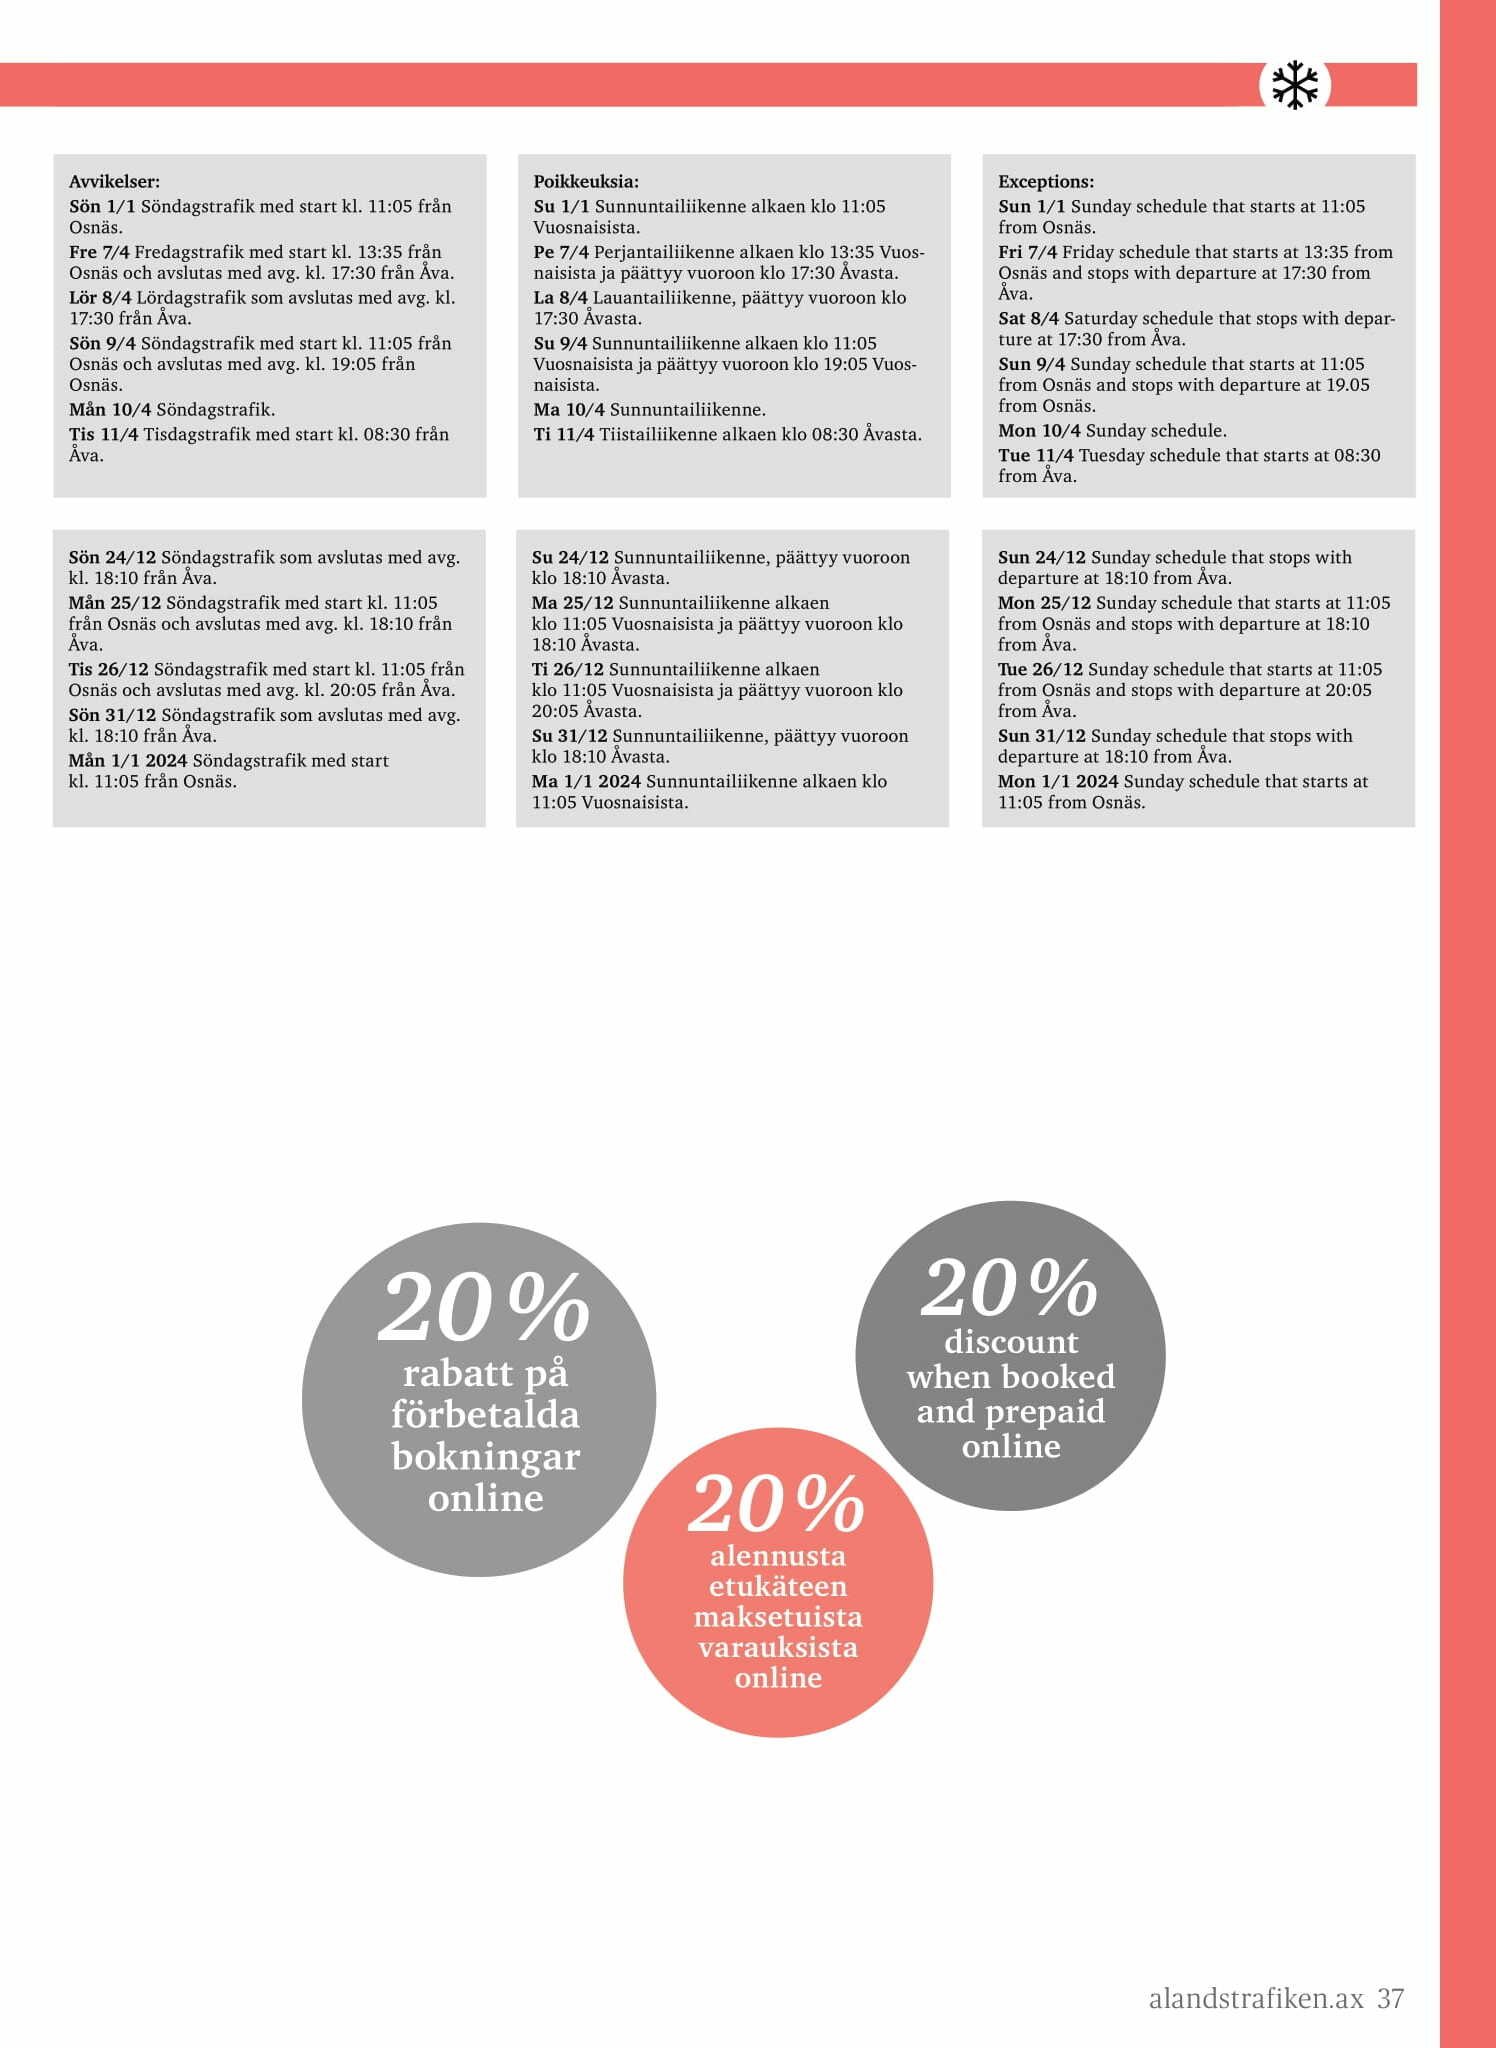 Avvikelser:
Sön 1/1 Söndagstrafik med start kl. 11:05 från
Osnäs.
Fre 7/4 Fredagstrafik med start kl. 13:35 från
Osnäs och avslutas med avg. kl. 17:30 från Åva.
Lör 8/4 Lördagstrafik som avslutas med avg. kl.
17:30 från Åva.
Sön 9/4 Söndagstrafik med start kl. 11:05 från
Osnäs och avslutas med avg. kl. 19:05 från
Osnäs.
Mån 10/4 Söndagstrafik.
Tis 11/4 Tisdagstrafik med start kl. 08:30 från
Åva.
Poikkeuksia:
Su 1/1 Sunnuntailiikenne alkaen klo 11:05
Vuosnaisista.
Pe 7/4 Perjantailiikenne alkaen klo 13:35 Vuos-
naisista ja päättyy vuoroon klo 17:30 Åvasta.
La 8/4 Lauantailiikenne, päättyy vuoroon klo
17:30 Åvasta.
Su 9/4 Sunnuntailiikenne alkaen klo 11:05
Vuosnaisista ja päättyy vuoroon klo 19:05 Vuos-
naisista.
Ma 10/4 Sunnuntailiikenne.
Ti 11/4 Tiistailiikenne alkaen klo 08:30 Åvasta.
Exceptions:
Sun 1/1 Sunday schedule that starts at 11:05
from Osnäs.
Fri 7/4 Friday schedule that starts at 13:35 from
Osnäs and stops with departure at 17:30 from
Åva.
Sat 8/4 Saturday schedule that stops with depar-
ture at 17:30 from Åva.
Sun 9/4 Sunday schedule that starts at 11:05
from Osnäs and stops with departure at 19.05
from Osnäs.
Mon 10/4 Sunday schedule.
Tue 11/4 Tuesday schedule that starts at 08:30
from Åva.
Sön 24/12 Söndagstrafik som avslutas med avg.
kl. 18:10 från Åva.
Mån 25/12 Söndagstrafik med start kl. 11:05
från Osnäs och avslutas med avg. kl. 18:10 från
Åva.
Tis 26/12 Söndagstrafik med start kl. 11:05 från
Osnäs och avslutas med avg. kl. 20:05 från Åva.
Sön 31/12 Söndagstrafik som avslutas med avg.
kl. 18:10 från Åva.
Mån 1/1 2024 Söndagstrafik med start
kl. 11:05 från Osnäs.
Su 24/12 Sunnuntailiikenne, päättyy vuoroon
klo 18:10 Åvasta.
Ma 25/12 Sunnuntailiikenne alkaen
klo 11:05 Vuosnaisista ja päättyy vuoroon klo
18:10 Åvasta.
Ti 26/12 Sunnuntailiikenne alkaen
klo 11:05 Vuosnaisista ja päättyy vuoroon klo
20:05 Åvasta.
Su 31/12 Sunnuntailiikenne, päättyy vuoroon
klo 18:10 Åvasta.
Ma 1/1 2024 Sunnuntailiikenne alkaen klo
11:05 Vuosnaisista.
Sun 24/12 Sunday schedule that stops with
departure at 18:10 from Åva.
Mon 25/12 Sunday schedule that starts at 11:05
from Osnäs and stops with departure at 18:10
from Åva.
Tue 26/12 Sunday schedule that starts at 11:05
from Osnäs and stops with departure at 20:05
from Åva.
Sun 31/12 Sunday schedule that stops with
departure at 18:10 from Åva.
Mon 1/1 2024 Sunday schedule that starts at
11:05 from Osnäs.
20%
rabatt på
förbetalda
bokningar
online
20%
discount
when booked
and prepaid
online
20%
alennusta
etukäteen
maksetuista
varauksista
online
alandstrafiken.ax 37